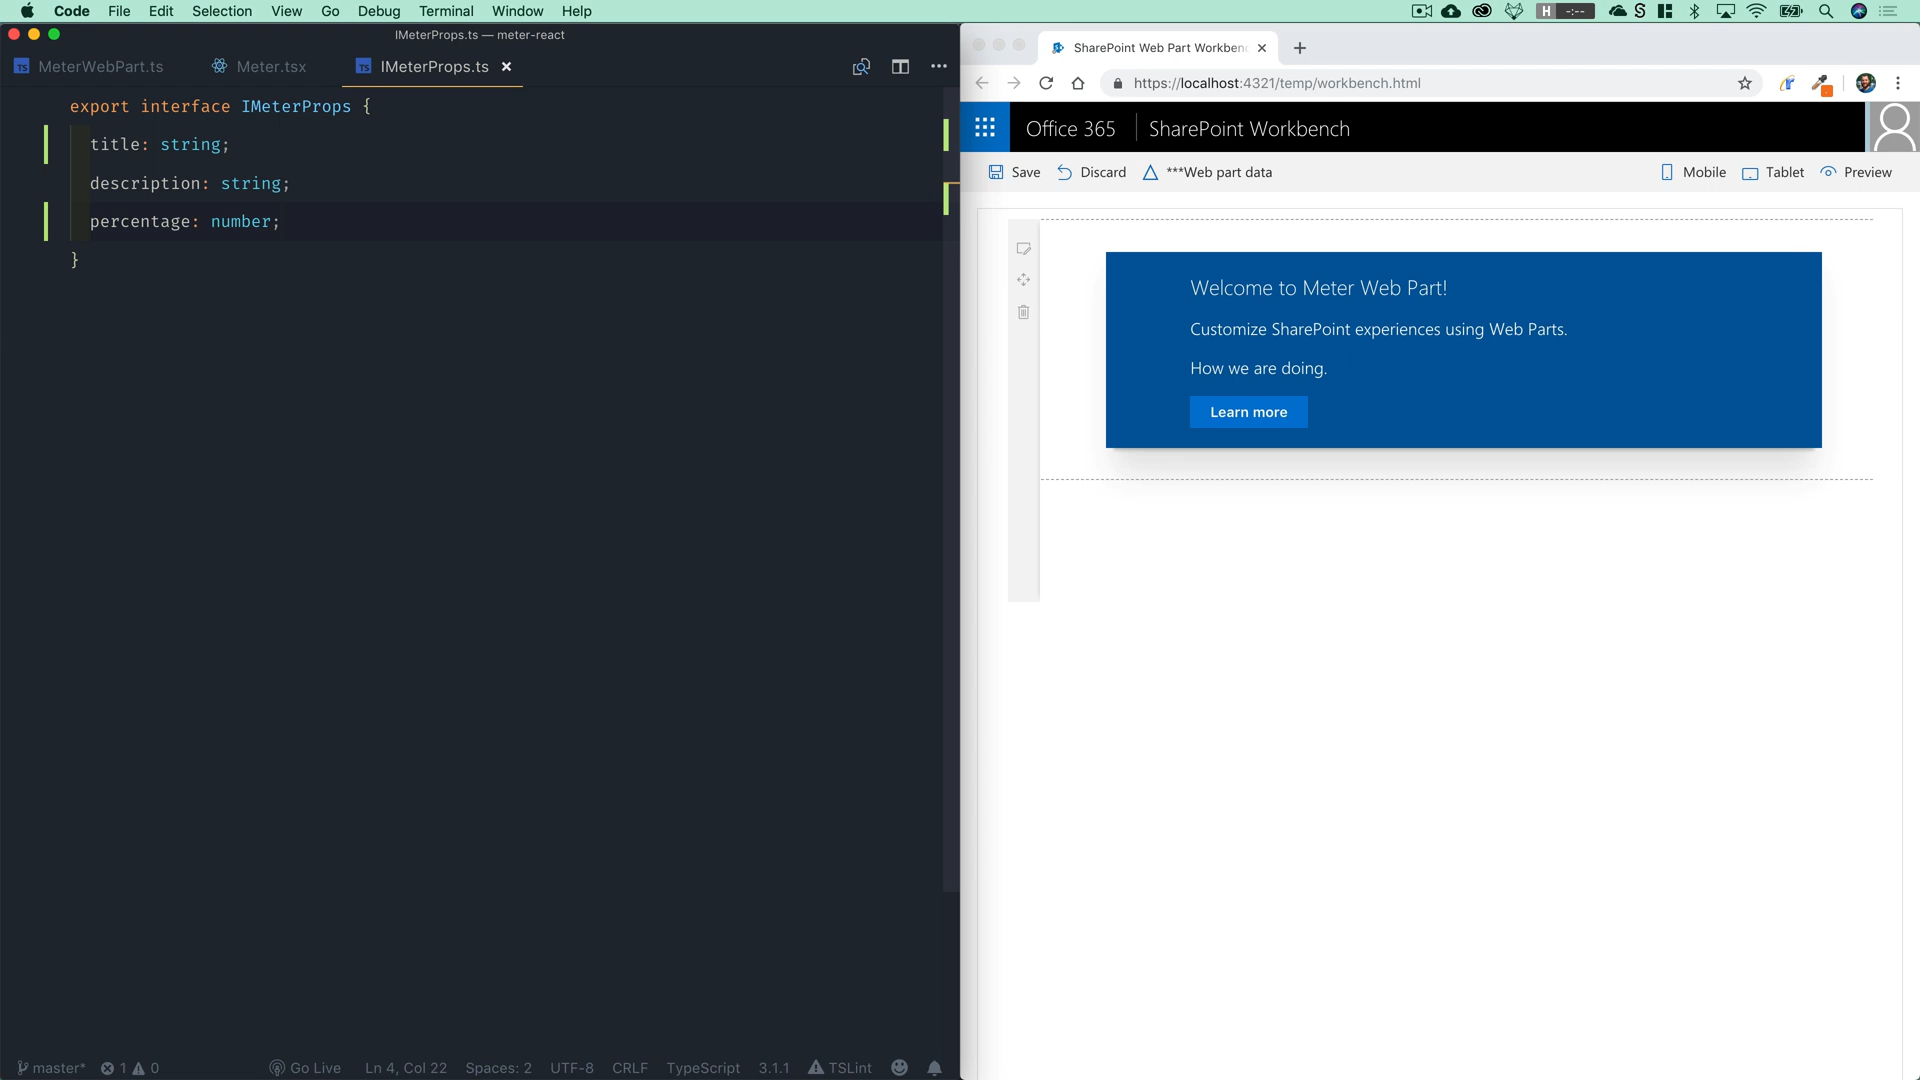 Code File Edit Selection View Go Debug Terminal Window Help
H -:--
IMeterProps.ts — meter-react
TS MeterWebPart.ts Meter.tsx TS IMeterProps.ts
export interface IMeterProps {
title: string;
description: string;
percentage: number;
}
master* 1 0 Go Live Ln 4, Col 22 Spaces: 2 UTF-8 CRLF TypeScript 3.1.1 TSLint
SharePoint Web Part Workben
https://localhost:4321/temp/workbench.html
Office 365 SharePoint Workbench
Save Discard ***Web part data Mobile Tablet Preview
Welcome to Meter Web Part!
Customize SharePoint experiences using Web Parts.
How we are doing.
Learn more